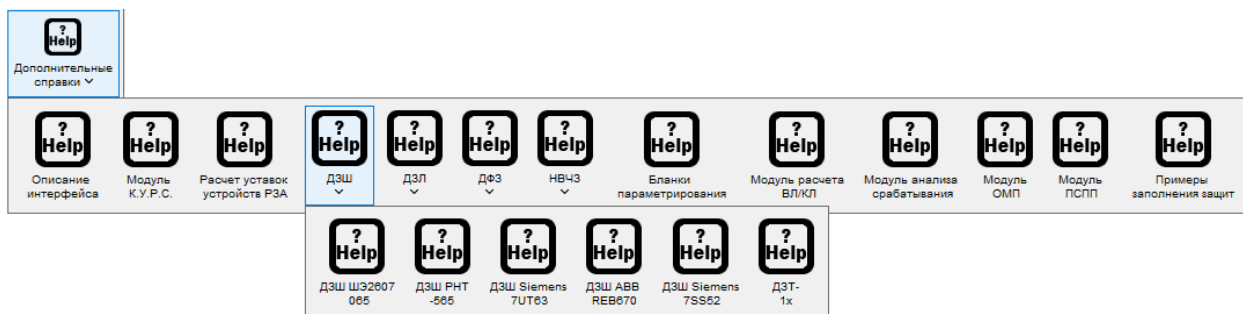 ?
Help
Дополнительные
справки
?
Help
Описание
интерфейса
?
Help
Модуль
К.У.Р.С.
?
Help
Расчет уставок
устройств РЗА
?
Help
ДЗШ
?
Help
ДЗЛ
?
Help
ДФЗ
?
Help
НВЧЗ
?
Help
Бланки
параметрирования
?
Help
Модуль расчета
ВЛ/КЛ
?
Help
Модуль анализа
срабатывания
?
Help
Модуль
ОМП
?
Help
Модуль
ПСПП
?
Help
Примеры
заполнения защит
?
Help
ДЗШ ШЭ2607
065
?
Help
ДЗШ РНТ
-565
?
Help
ДЗШ Siemens
7UT63
?
Help
ДЗШ ABB
REB670
?
Help
ДЗШ Siemens
7SS52
?
Help
ДЗТ-
1х